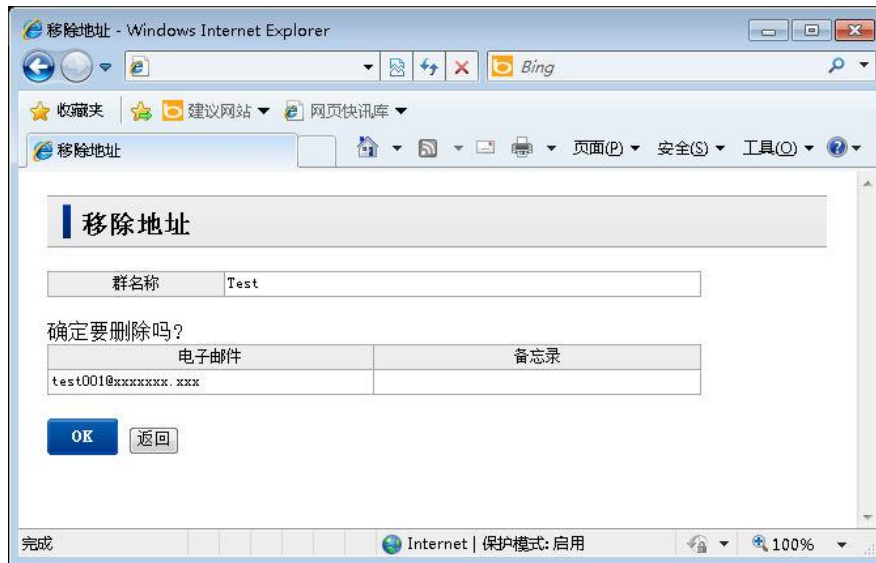 移除地址 - Windows Internet Explorer
Bing
收藏夹 建议网站 网页快讯库
移除地址 页面(P) 安全(S) 工具(O)
移除地址
群名称 Test
确定要删除吗?
电子邮件 备忘录
test001@xxxxxxx.xxx
OK 返回
完成 Internet | 保护模式: 启用 100%